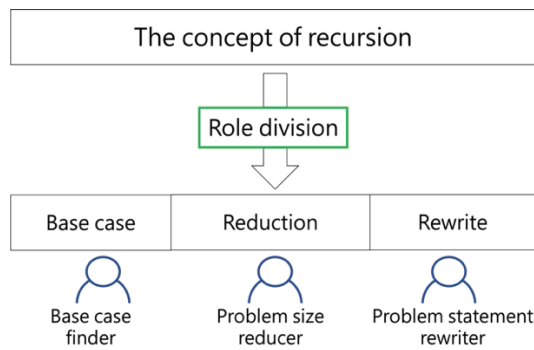 The concept of recursion
Role division
Base case
Reduction
Rewrite
Base case
finder
Problem size
reducer
Problem statement
rewriter